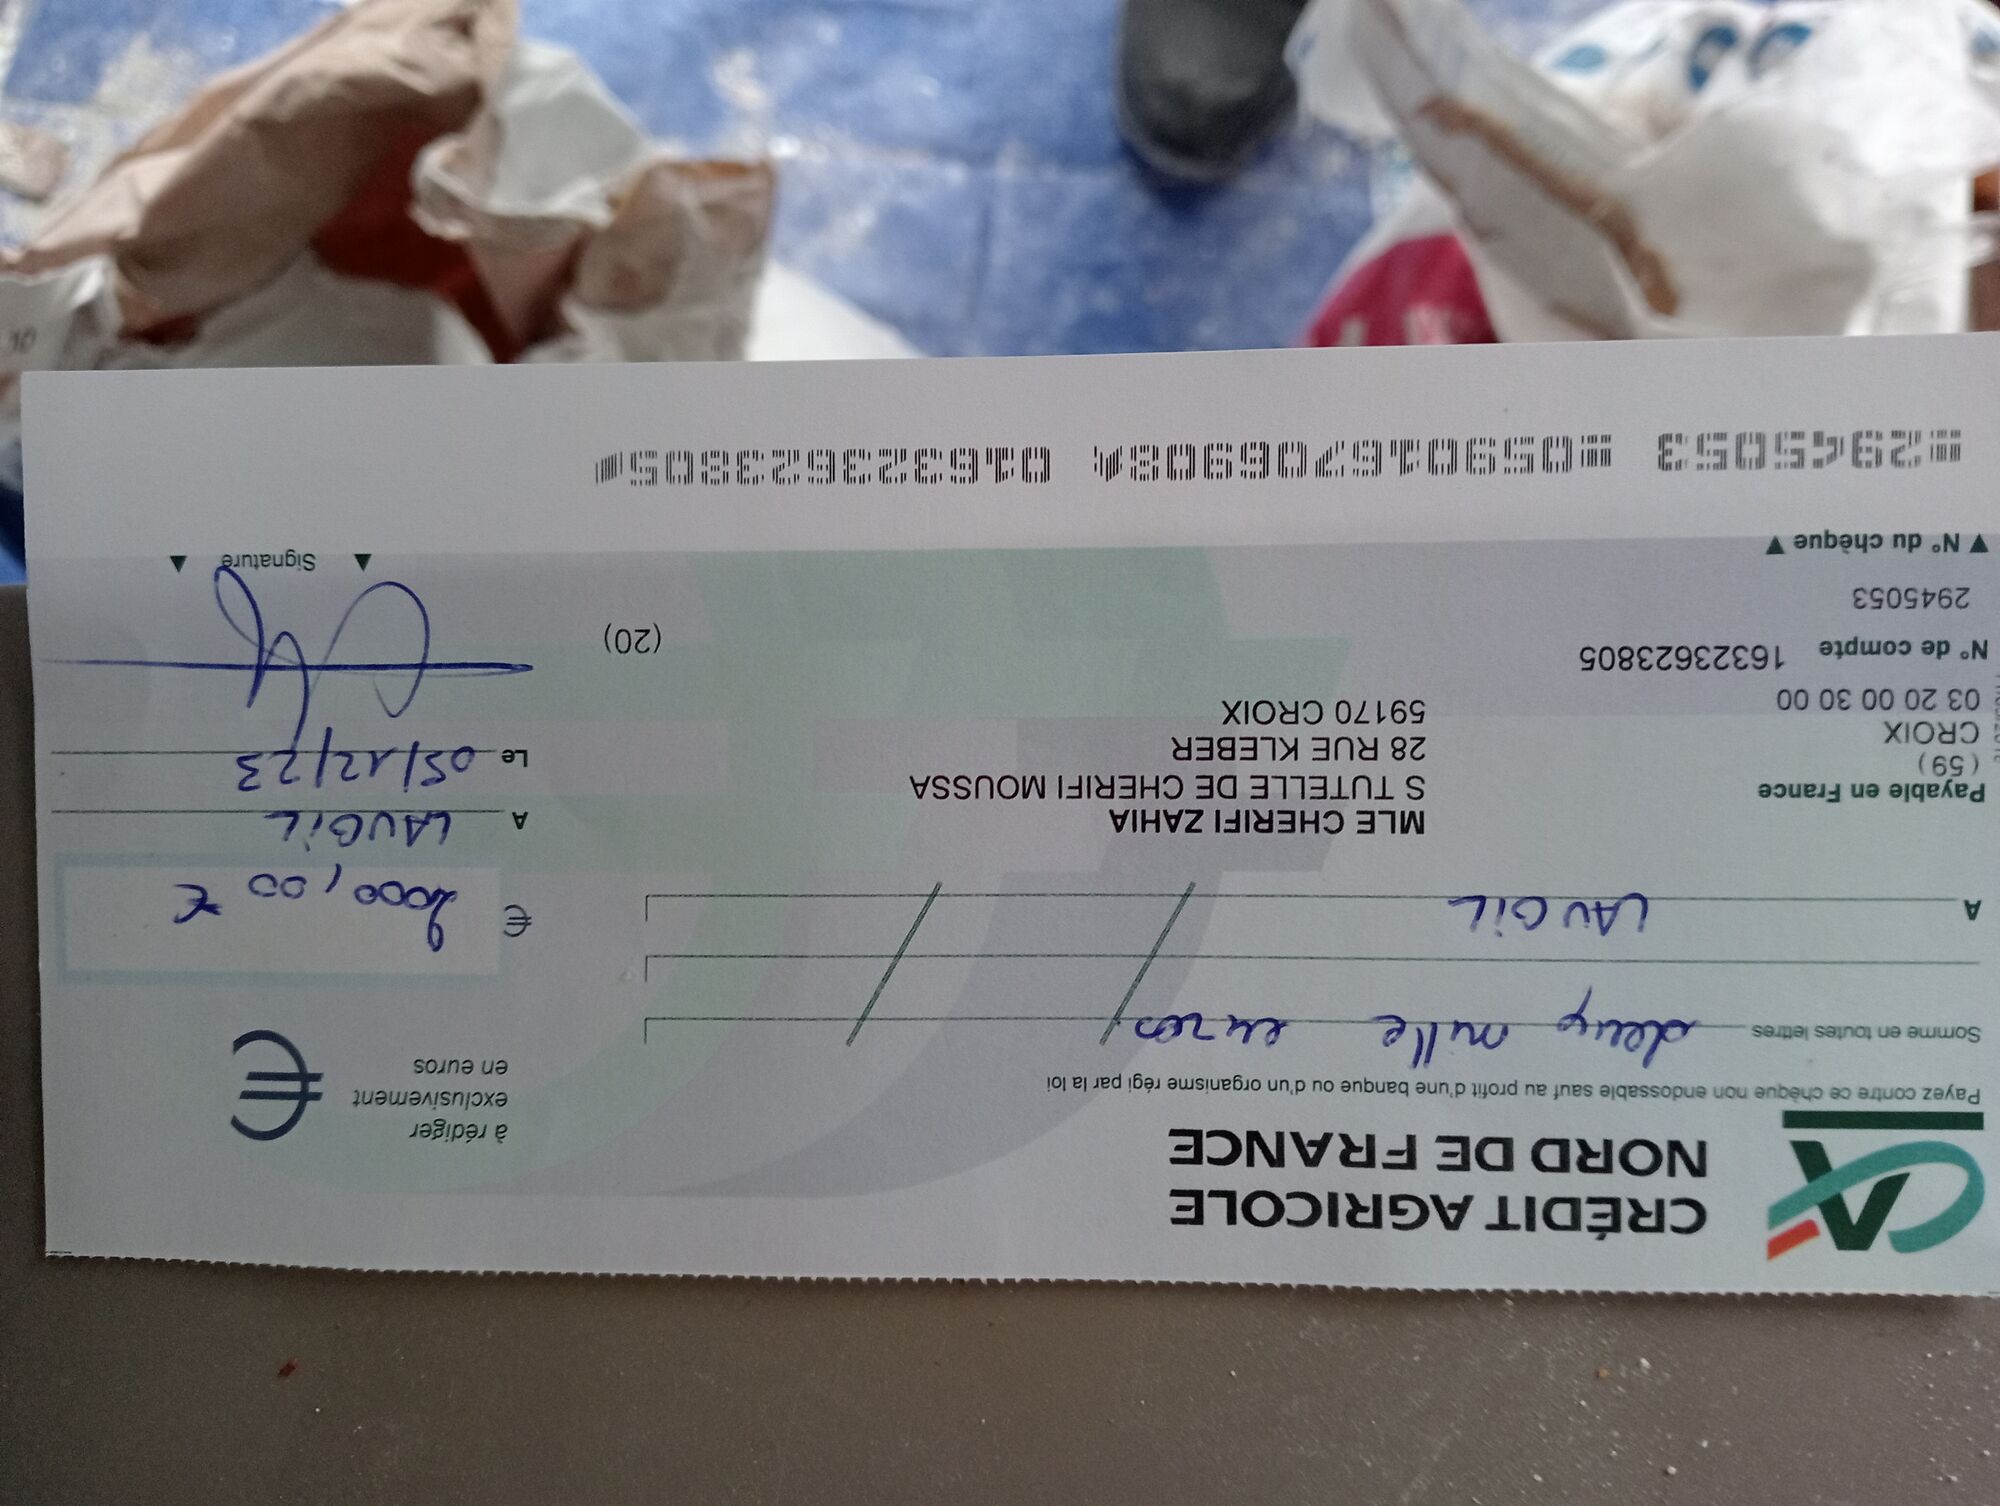 CRÉDIT AGRICOLE
NORD DE FRANCE
à rédiger
exclusivement
en euros
€
Payez contre ce chèque non endossable sauf au profit d'une banque ou d'un organisme régi par la loi
Somme en toutes lettres deux mille euros
A LAUGIL
€ 2000,00 €
MLE CHERIFI ZAHIA
S TUTELLE DE CHERIFI MOUSSA
28 RUE KLEBER
59170 CROIX
A LAUGIL
Le 05/12/23
Payable en France
(59)
CROIX
03 20 00 30 00
N° de compte 16323623805
2945053
(20)
▼ N° du chèque ▼
▼ Signature ▼
2945053 059016706908 016323623805